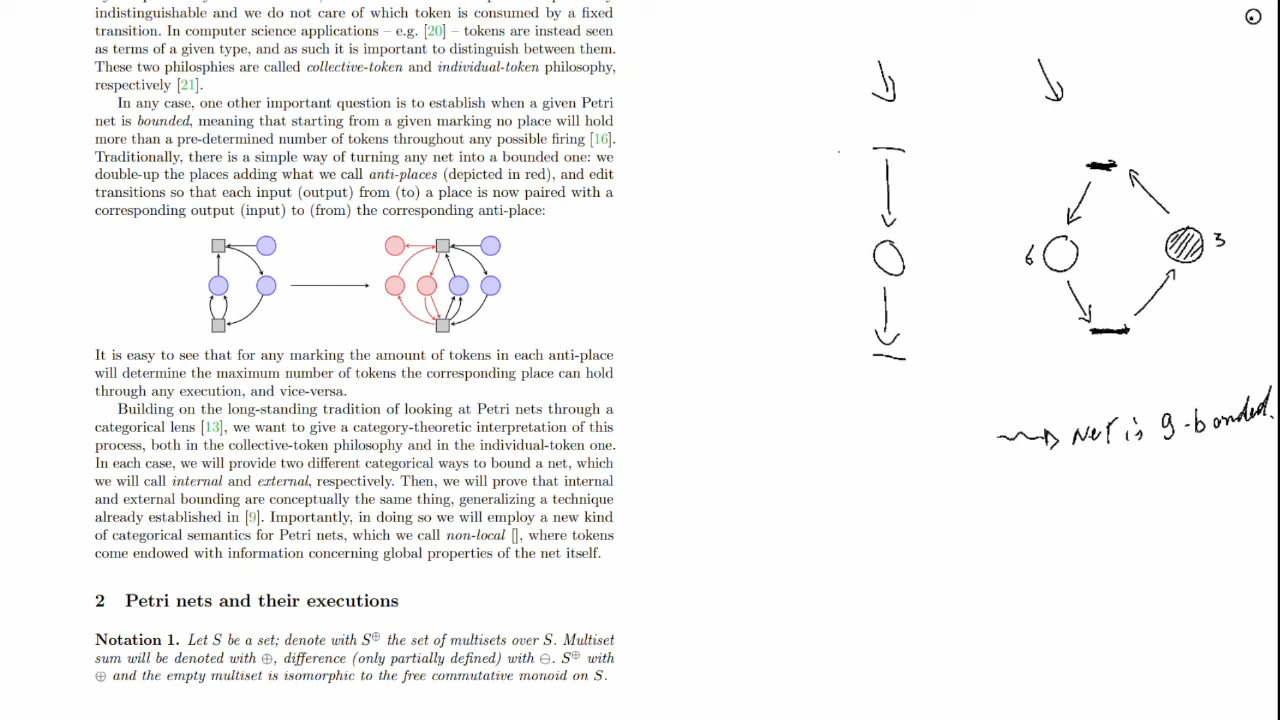 indistinguishable and we do not care of which token is consumed by a fixed
transition. In computer science applications – e.g. [20] – tokens are instead seen
as terms of a given type, and as such it is important to distinguish between them.
These two philosphies are called collective-token and individual-token philosophy,
respectively [21].
In any case, one other important question is to establish when a given Petri
net is bounded, meaning that starting from a given marking no place will hold
more than a pre-determined number of tokens throughout any possible firing [16].
Traditionally, there is a simple way of turning any net into a bounded one: we
double-up the places adding what we call anti-places (depicted in red), and edit
transitions so that each input (output) from (to) a place is now paired with a
corresponding output (input) to (from) the corresponding anti-place:
It is easy to see that for any marking the amount of tokens in each anti-place
will determine the maximum number of tokens the corresponding place can hold
through any execution, and vice-versa.
Building on the long-standing tradition of looking at Petri nets through a
categorical lens [13], we want to give a category-theoretic interpretation of this
process, both in the collective-token philosophy and in the individual-token one.
In each case, we will provide two different categorical ways to bound a net, which
we will call internal and external, respectively. Then, we will prove that internal
and external bounding are conceptually the same thing, generalizing a technique
already established in [9]. Importantly, in doing so we will employ a new kind
of categorical semantics for Petri nets, which we call non-local [], where tokens
come endowed with information concerning global properties of the net itself.
2 Petri nets and their executions
Notation 1. Let S be a set; denote with S⊕ the set of multisets over S. Multiset
sum will be denoted with ⊕, difference (only partially defined) with ⊖. S⊕ with
⊕ and the empty multiset is isomorphic to the free commutative monoid on S.
6
3
Net is 9-bonded.